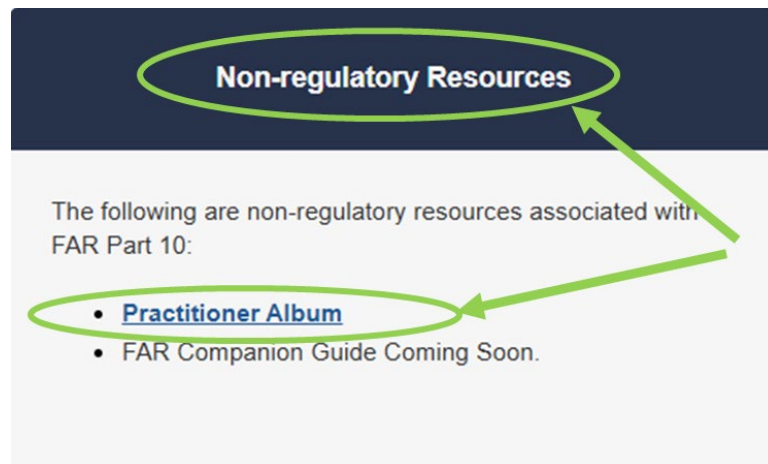 Non-regulatory Resources
The following are non-regulatory resources associated with
FAR Part 10:
• Practitioner Album
• FAR Companion Guide Coming Soon.